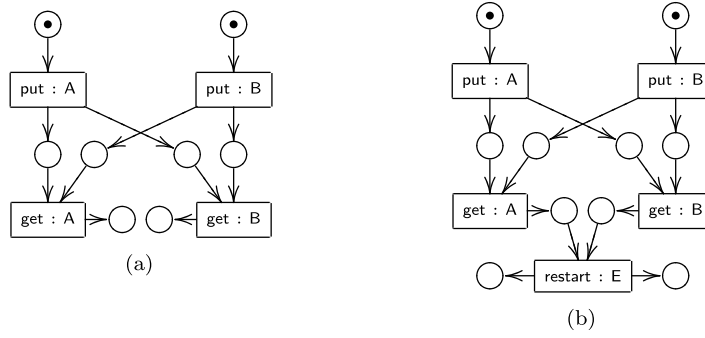 put : A put : B
get : A get : B
(a)
put : A put : B
get : A get : B
restart : E
(b)